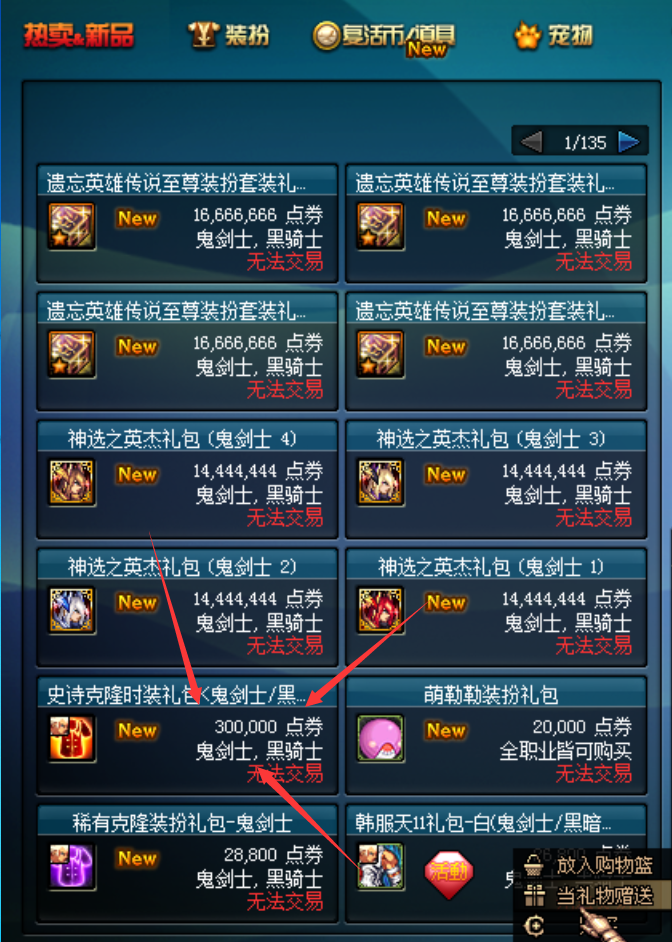 热卖&新品 装扮 复活币/道具 New 宠物
1/135
遗忘英雄传说至尊装扮套装礼...
New 16,666,666 点券
鬼剑士, 黑骑士
无法交易
遗忘英雄传说至尊装扮套装礼...
New 16,666,666 点券
鬼剑士, 黑骑士
无法交易
遗忘英雄传说至尊装扮套装礼...
New 16,666,666 点券
鬼剑士, 黑骑士
无法交易
遗忘英雄传说至尊装扮套装礼...
New 16,666,666 点券
鬼剑士, 黑骑士
无法交易
神选之英杰礼包 (鬼剑士 4)
New 14,444,444 点券
鬼剑士, 黑骑士
无法交易
神选之英杰礼包 (鬼剑士 3)
New 14,444,444 点券
鬼剑士, 黑骑士
无法交易
神选之英杰礼包 (鬼剑士 2)
New 14,444,444 点券
鬼剑士, 黑骑士
无法交易
神选之英杰礼包 (鬼剑士 1)
New 14,444,444 点券
鬼剑士, 黑骑士
无法交易
史诗克隆时装礼包<鬼剑士/黑...
New 300,000 点券
鬼剑士, 黑骑士
无法交易
萌勒勒装扮礼包
New 20,000 点券
全职业皆可购买
无法交易
稀有克隆装扮礼包-鬼剑士
New 28,800 点券
鬼剑士, 黑骑士
无法交易
韩服天11礼包-白(鬼剑士/黑暗...
活動
放入购物篮
当礼物赠送